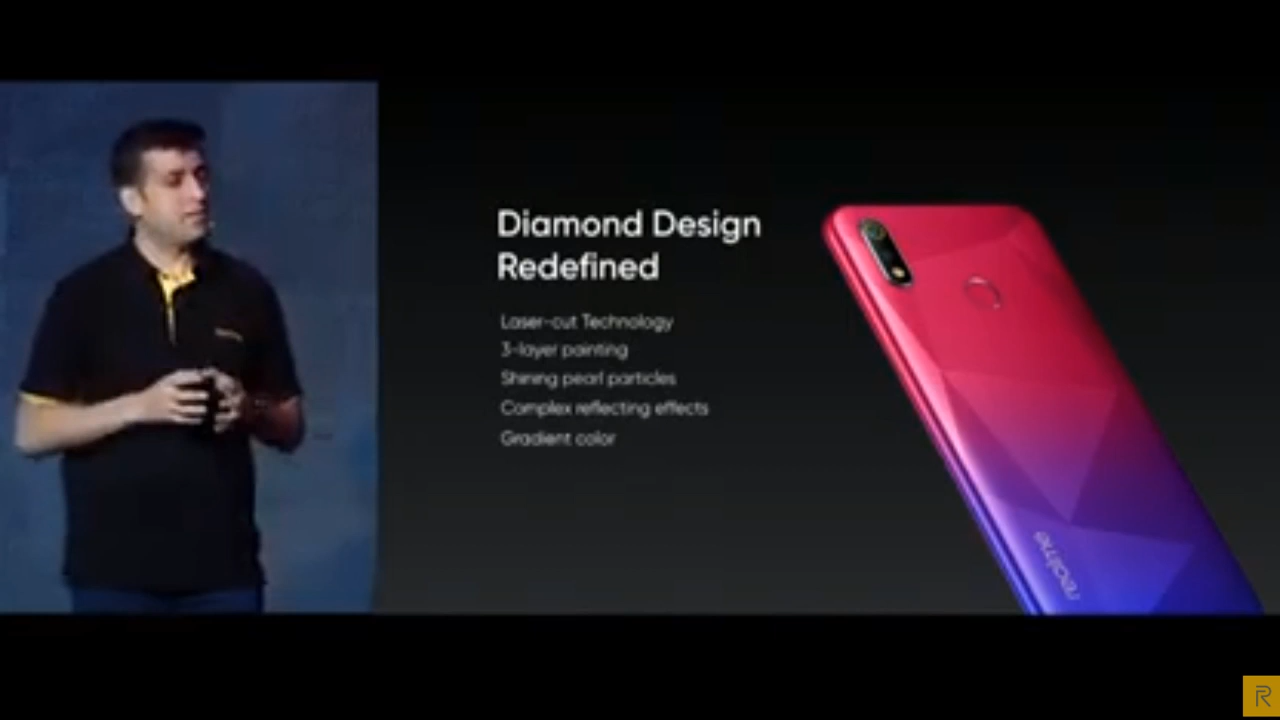 Diamond Design
Redefined
Laser-cut Technology
3-layer painting
Shining pearl particles
Complex reflecting effects
Gradient color
realme
R